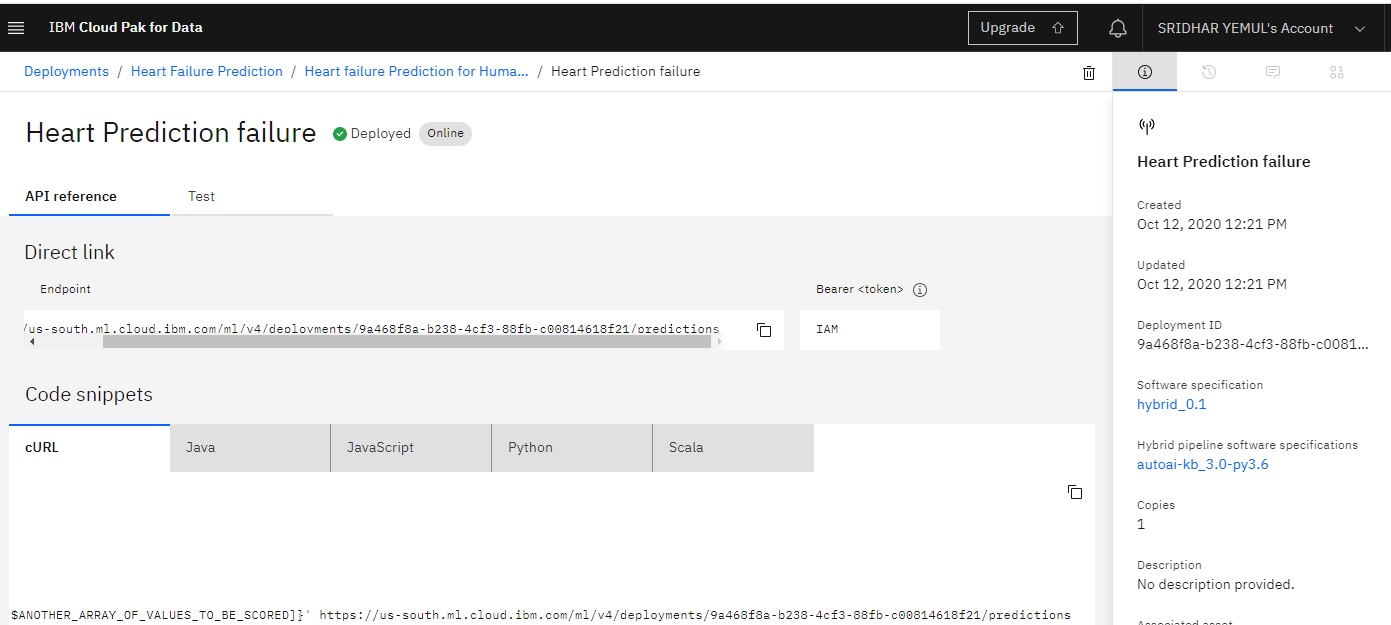 IBM Cloud Pak for Data
Upgrade
SRIDHAR YEMUL's Account
Deployments / Heart Failure Prediction / Heart failure Prediction for Huma... / Heart Prediction failure
Heart Prediction failure
Deployed
Online
API reference
Test
Direct link
Endpoint
Bearer <token>
/us-south.ml.cloud.ibm.com/ml/v4/deployments/9a468f8a-b238-4cf3-88fb-c00814618f21/predictions
IAM
Code snippets
cURL
Java
JavaScript
Python
Scala
$ANOTHER_ARRAY_OF_VALUES_TO_BE_SCORED]}' https://us-south.ml.cloud.ibm.com/ml/v4/deployments/9a468f8a-b238-4cf3-88fb-c00814618f21/predictions
Heart Prediction failure
Created
Oct 12, 2020 12:21 PM
Updated
Oct 12, 2020 12:21 PM
Deployment ID
9a468f8a-b238-4cf3-88fb-c0081...
Software specification
hybrid_0.1
Hybrid pipeline software specifications
autoai-kb_3.0-py3.6
Copies
1
Description
No description provided.
Associated asset